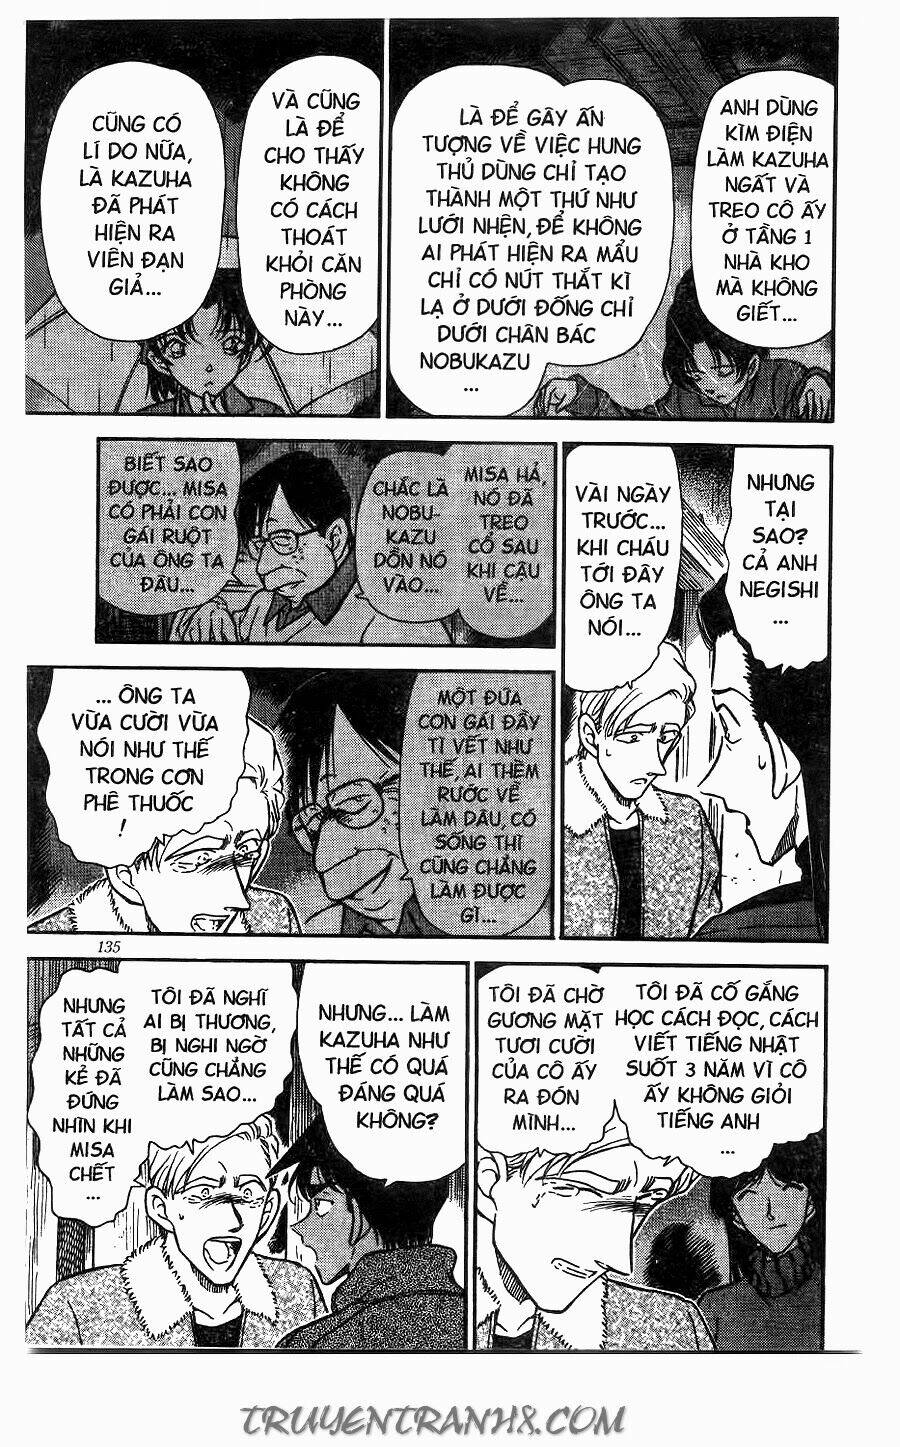 ANH DÙNG
KÌM ĐIỆN
LÀM KAZUHA
NGẤT VÀ
TREO CÔ ẤY
Ở TẦNG 1
NHÀ KHO
MÀ KHÔNG
GIẾT...
LÀ ĐỂ GÂY ẤN
TƯỢNG VỀ VIỆC HUNG
THỦ DÙNG CHỈ TẠO
THÀNH MỘT THỨ NHƯ
LƯỚI NHỆN, ĐỂ KHÔNG
AI PHÁT HIỆN RA MẨU
CHỈ CÓ NÚT THẮT KÌ
LẠ Ở DƯỚI ĐỐNG CHỈ
DƯỚI CHÂN BÁC
NOBUKAZU
...
VÀ CŨNG
LÀ ĐỂ
CHO THẤY
KHÔNG
CÓ CÁCH
THOÁT
KHỎI CĂN
PHÒNG
NÀY...
CŨNG CÓ
LÍ DO NỮA,
LÀ KAZUHA
ĐÃ PHÁT
HIỆN RA
VIÊN ĐẠN
GIẢ...
NHƯNG
TẠI
SAO?
CẢ ANH
NEGISHI
...
VÀI NGÀY
TRƯỚC...
KHI CHÁU
TỚI ĐÂY
ÔNG TA
NÓI...
MISA HẢ,
NÓ ĐÃ
TREO
CỔ SAU
KHI CẬU
VỀ...
CHẮC LÀ
NOBU-
KAZU
DỒN NÓ
VÀO...
BIẾT SAO
ĐƯỢC... MISA
CÓ PHẢI CON
GÁI RUỘT
CỦA ÔNG TA
ĐÂU...
MỘT ĐỨA
CON GÁI ĐẦY
TÌ VẾT NHƯ
THẾ, AI THÈM
RƯỚC VỀ
LÀM DÂU, CÓ
SỐNG THÌ
CŨNG CHẲNG
LÀM ĐƯỢC
GÌ...
... ÔNG TA
VỪA CƯỜI VỪA
NÓI NHƯ THẾ
TRONG CƠN
PHÊ THUỐC
!
135
TÔI ĐÃ CỐ GẮNG
HỌC CÁCH ĐỌC, CÁCH
VIẾT TIẾNG NHẬT
SUỐT 3 NĂM VÌ CÔ
ẤY KHÔNG GIỎI
TIẾNG ANH
...
TÔI ĐÃ CHỜ
GƯƠNG MẶT
TƯƠI CƯỜI
CỦA CÔ ẤY
RA ĐÓN
MÌNH...
NHƯNG... LÀM
KAZUHA NHƯ
THẾ CÓ QUÁ
ĐÁNG QUÁ
KHÔNG?
TÔI ĐÃ NGHĨ
AI BỊ THƯƠNG,
BỊ NGHI NGỜ
CŨNG CHẲNG
LÀM SAO...
NHƯNG
TẤT CẢ
NHỮNG
KẺ ĐÃ
ĐỨNG
NHÌN KHI
MISA
CHẾT
...
TRUYENTRANH8.COM